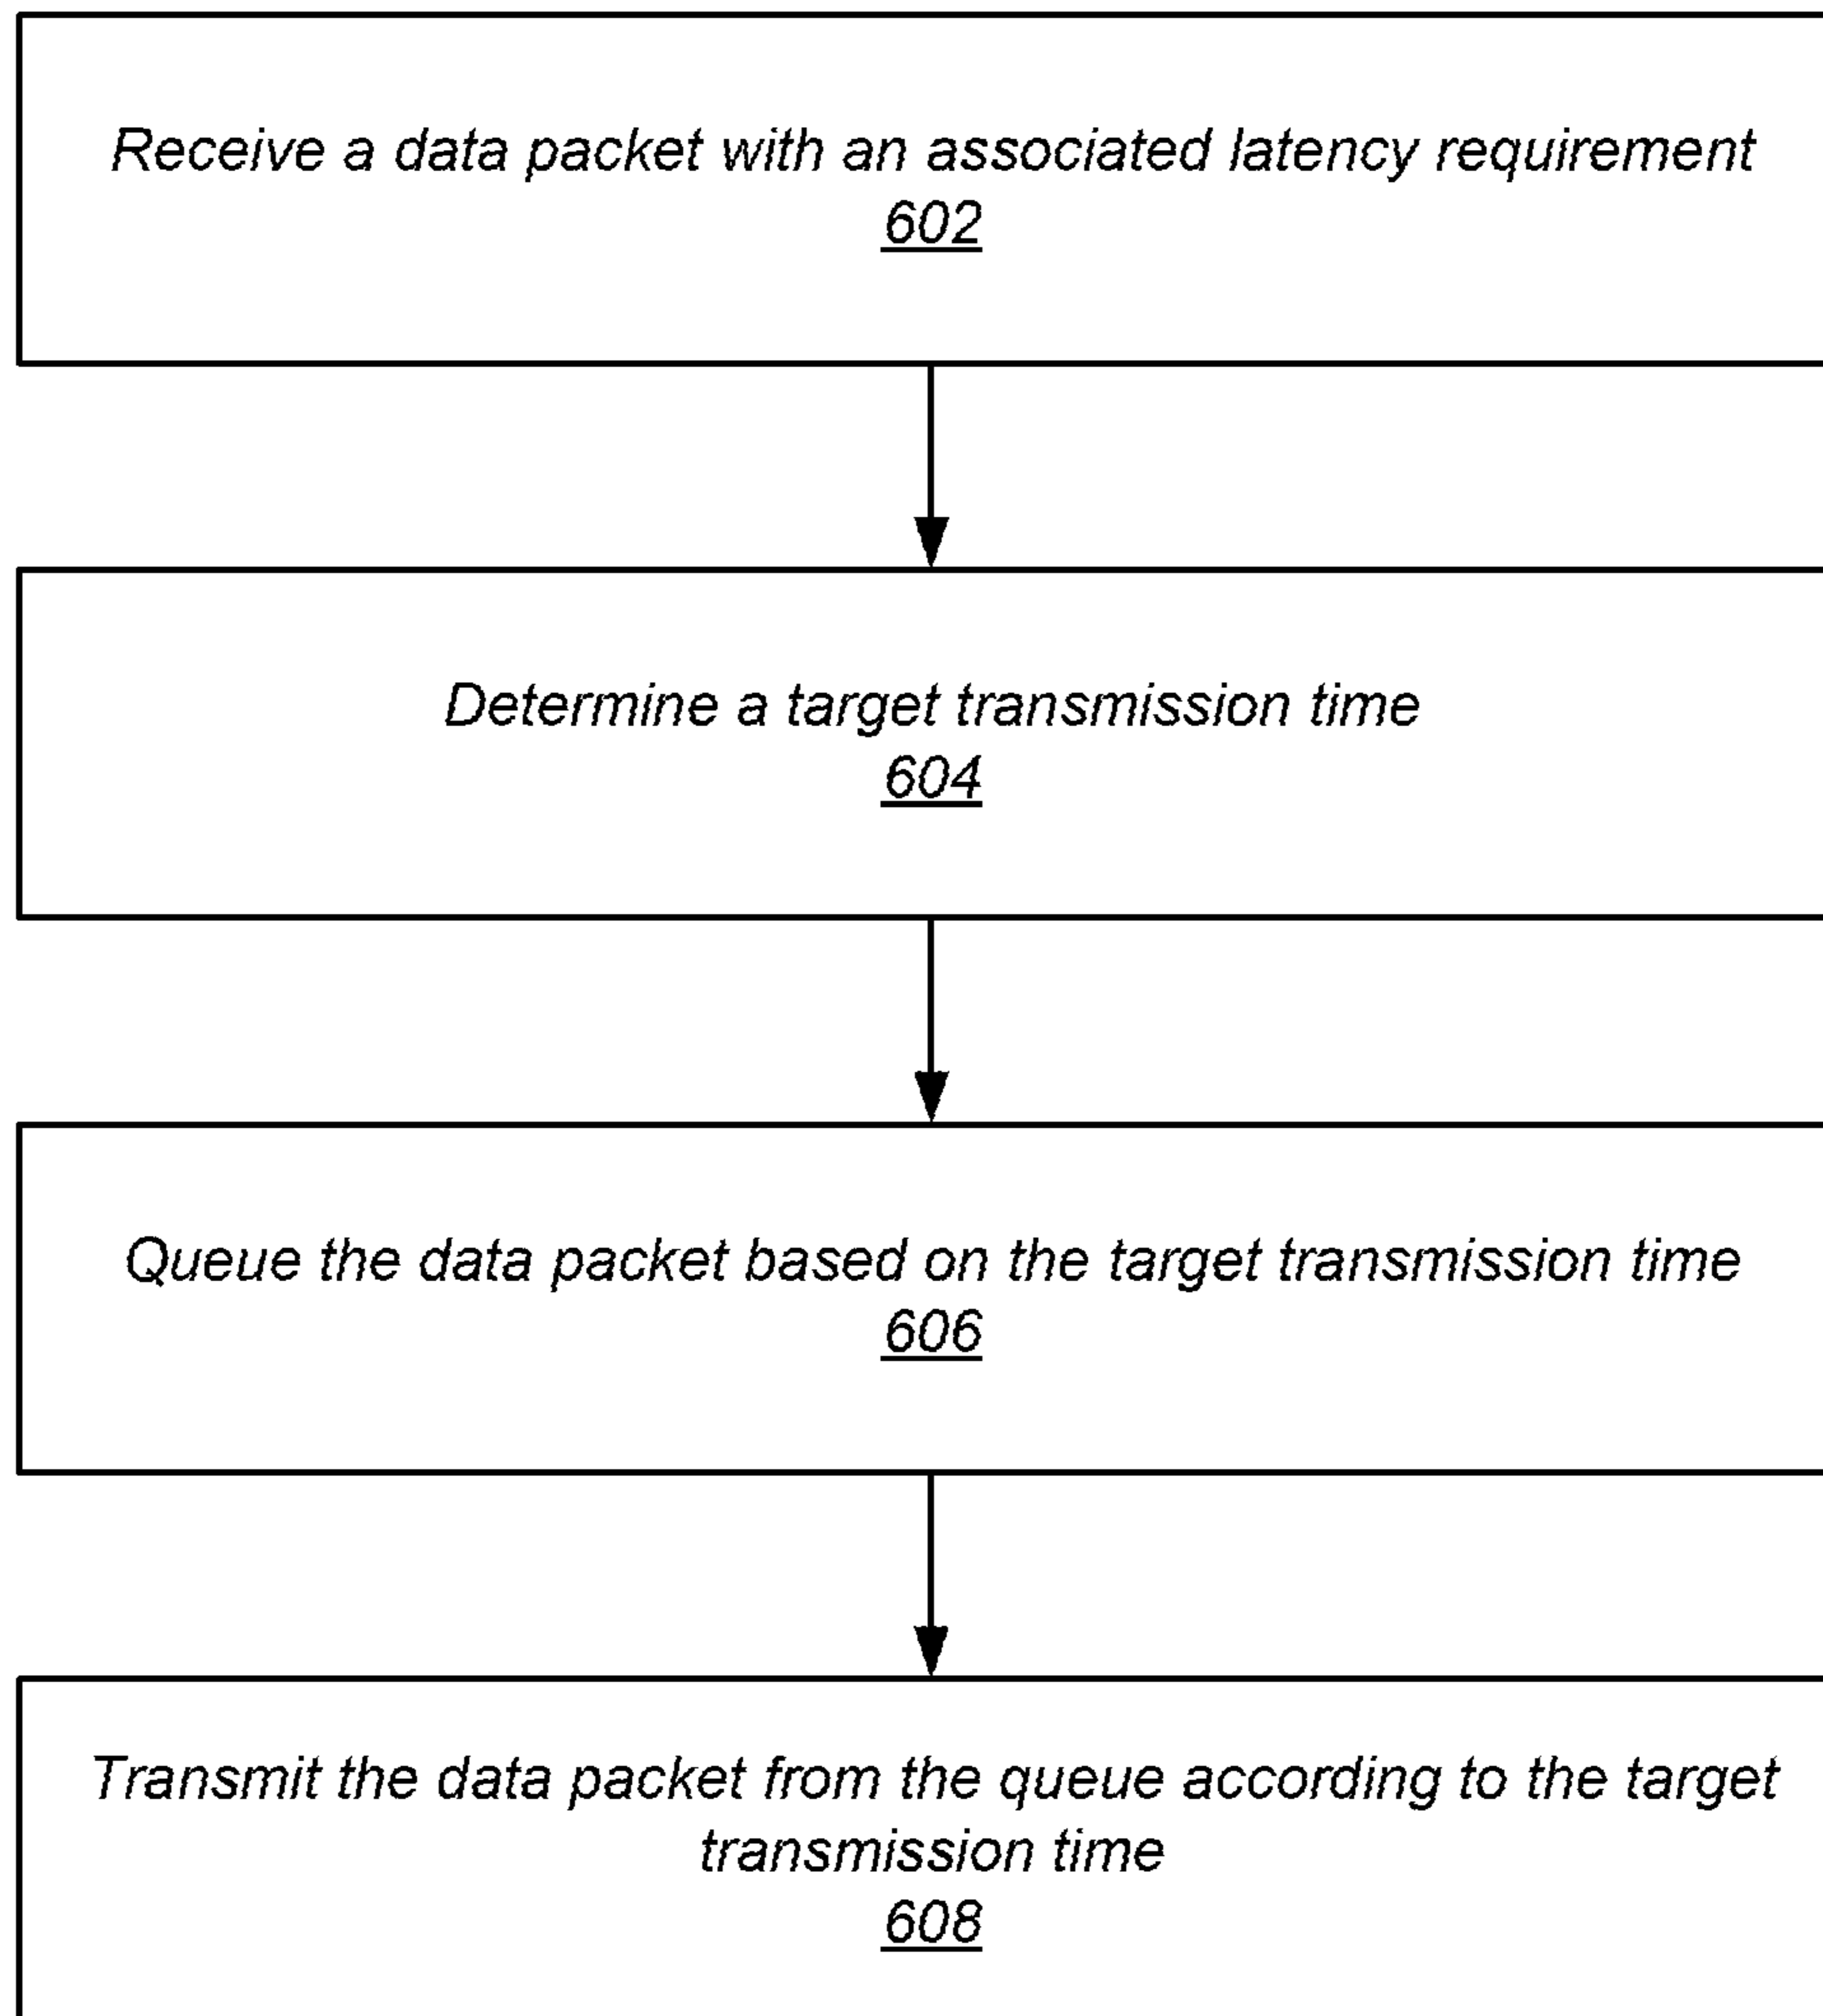 Receive a data packet with an associated latency requirement
602
Determine a target transmission time
604
Queue the data packet based on the target transmission time
606
Transmit the data packet from the queue according to the target
transmission time
608